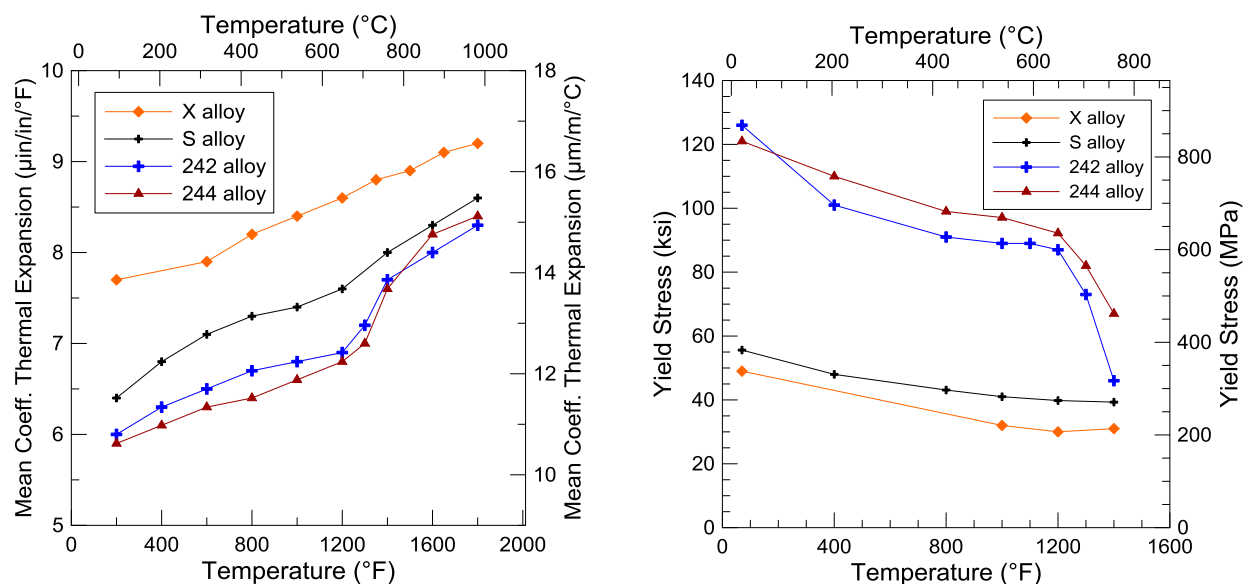 Temperature (°C)
0 200 400 600 800 1000
10
9
8
7
6
5
Mean Coeff. Thermal Expansion (µin/in/°F)
X alloy
S alloy
242 alloy
244 alloy
18
16
14
12
10
Mean Coeff. Thermal Expansion (µm/m/°C)
0 400 800 1200 1600 2000
Temperature (°F)
Temperature (°C)
0 200 400 600 800
140
120
100
80
60
40
20
0
Yield Stress (ksi)
X alloy
S alloy
242 alloy
244 alloy
800
600
400
200
0
Yield Stress (MPa)
0 400 800 1200 1600
Temperature (°F)